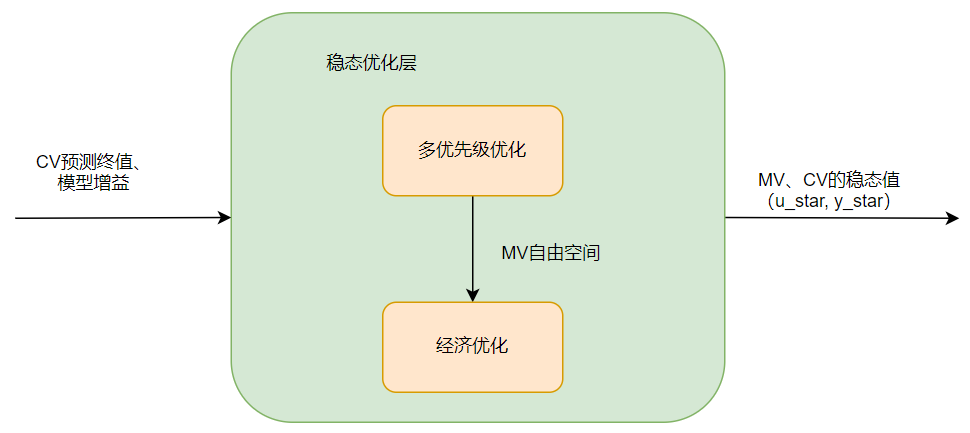 稳态优化层
多优先级优化
CV预测终值、
模型增益
MV、CV的稳态值
（u_star, y_star）
MV自由空间
经济优化